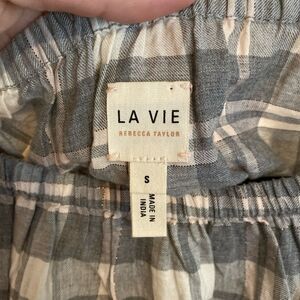 LA VIE
REBECCA TAYLOR
S
MADE IN
INDIA